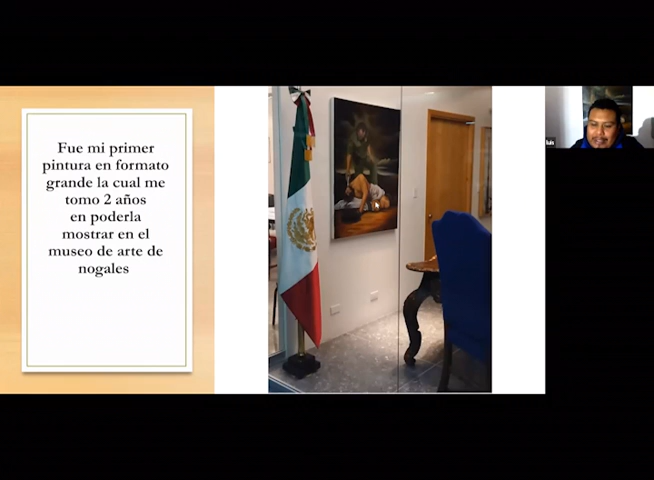 Fue mi primer
pintura en formato
grande la cual me
tomo 2 años
en poderla
mostrar en el
museo de arte de
nogales
luis